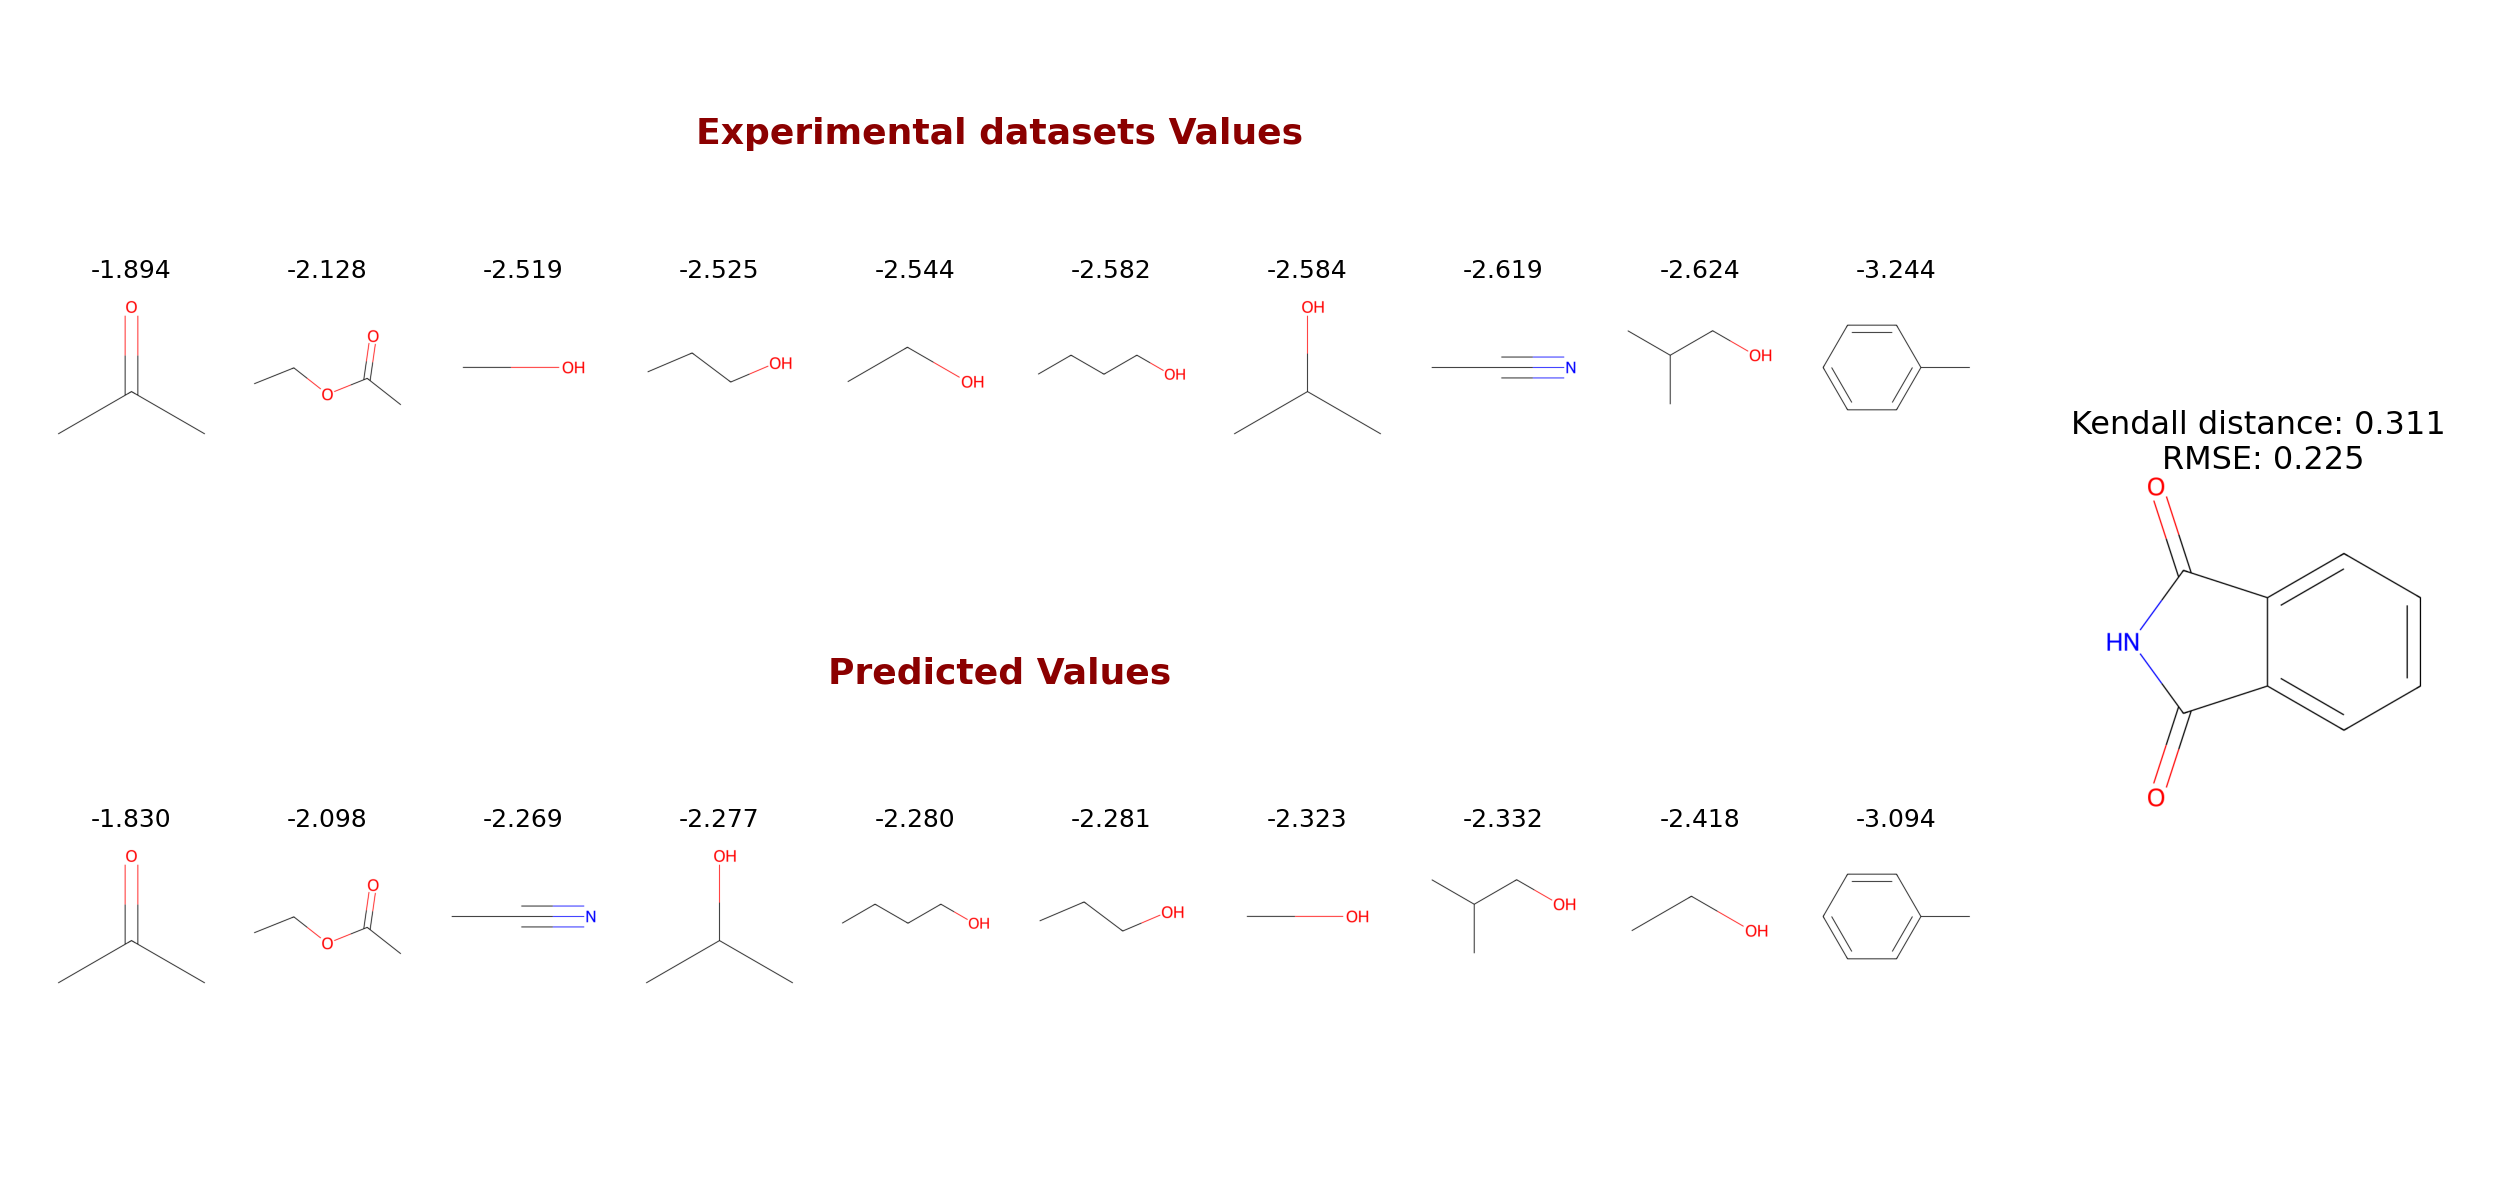 Experimental datasets Values
-1.894 -2.128 -2.519 -2.525 -2.544 -2.582 -2.584 -2.619 -2.624 -3.244
O O O OH OH OH OH OH N OH
Kendall distance: 0.311
RMSE: 0.225
O
HN
O
Predicted Values
-1.830 -2.098 -2.269 -2.277 -2.280 -2.281 -2.323 -2.332 -2.418 -3.094
O O O N OH OH OH OH OH OH